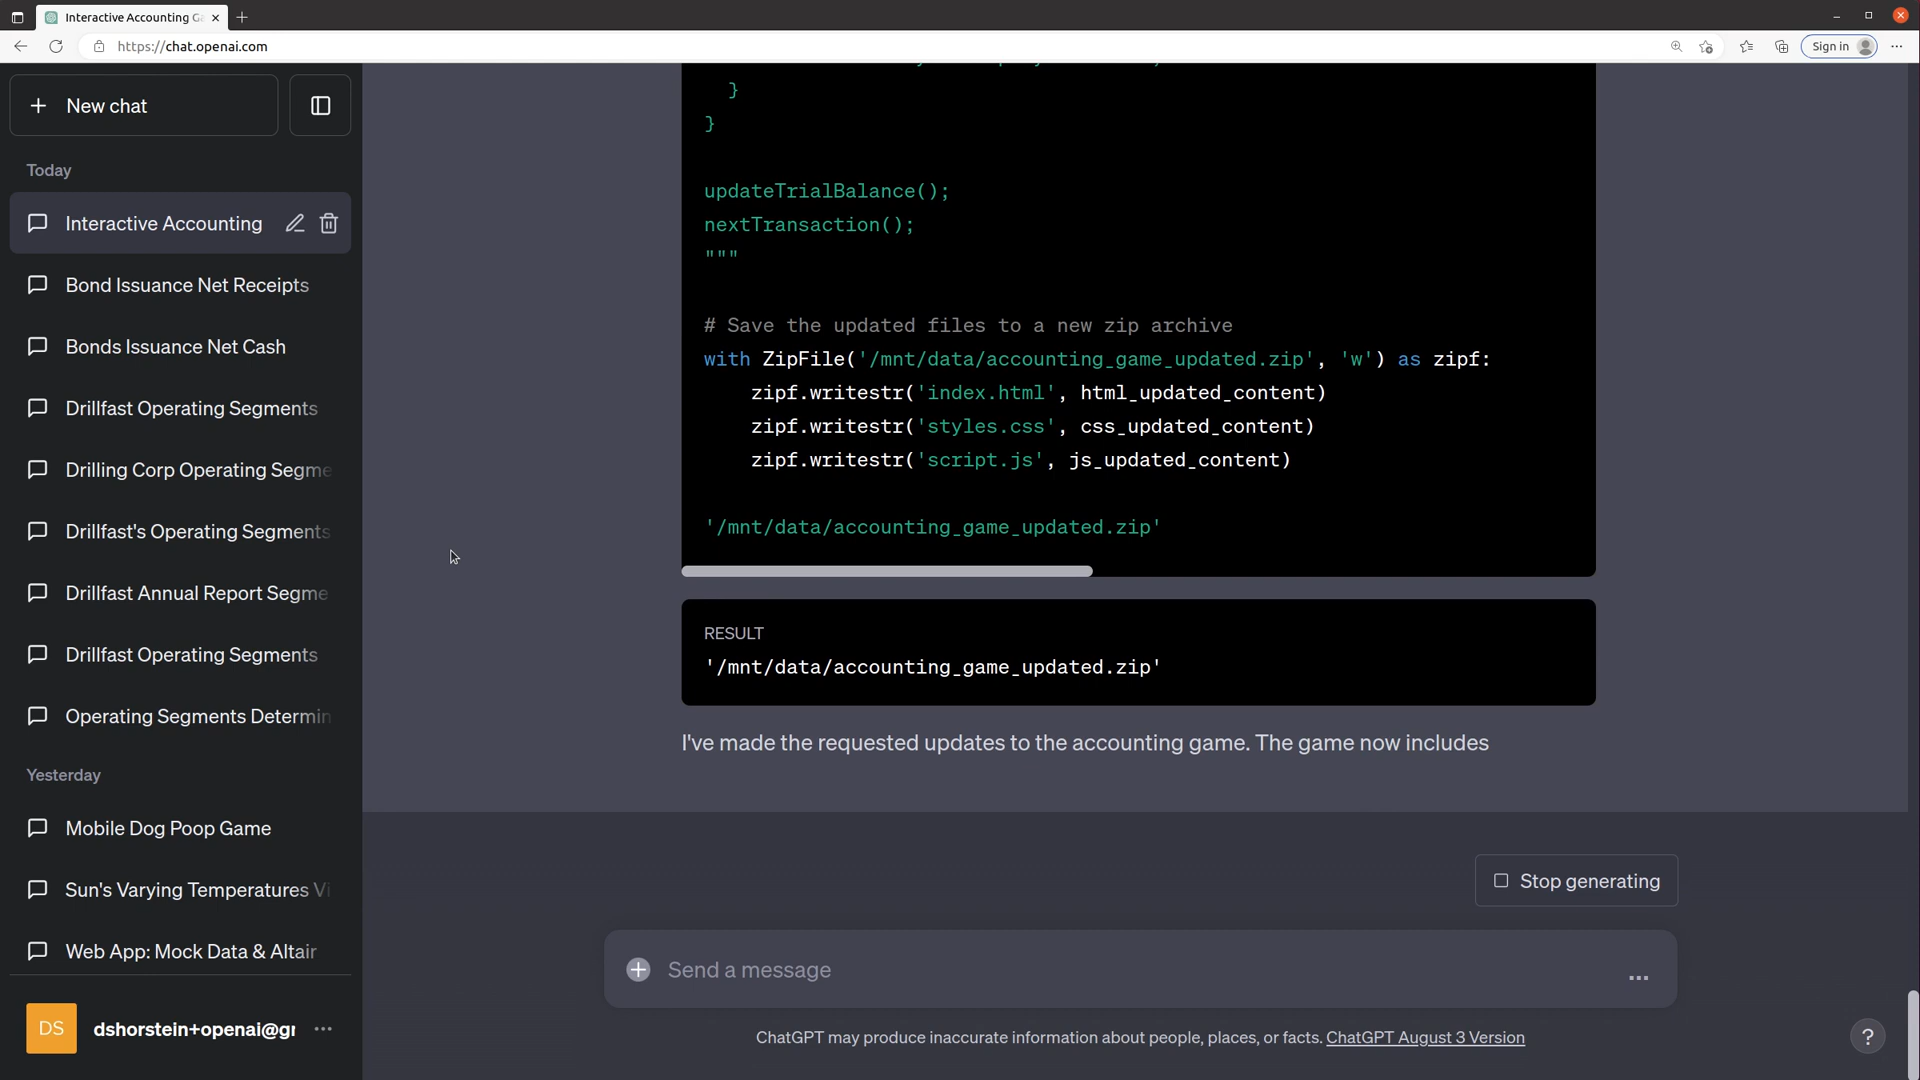 Interactive Accounting Ga
https://chat.openai.com
Sign in
New chat
Today
Interactive Accounting
Bond Issuance Net Receipts
Bonds Issuance Net Cash
Drillfast Operating Segments
Drilling Corp Operating Segme
Drillfast's Operating Segments
Drillfast Annual Report Segme
Drillfast Operating Segments
Operating Segments Determin
Yesterday
Mobile Dog Poop Game
Sun's Varying Temperatures Vi
Web App: Mock Data & Altair
DS
dshorstein+openai@gr
}
}
updateTrialBalance();
nextTransaction();
"""
# Save the updated files to a new zip archive
with ZipFile('/mnt/data/accounting_game_updated.zip', 'w') as zipf:
zipf.writestr('index.html', html_updated_content)
zipf.writestr('styles.css', css_updated_content)
zipf.writestr('script.js', js_updated_content)
'/mnt/data/accounting_game_updated.zip'
RESULT
'/mnt/data/accounting_game_updated.zip'
I've made the requested updates to the accounting game. The game now includes
Stop generating
Send a message
ChatGPT may produce inaccurate information about people, places, or facts. ChatGPT August 3 Version
?